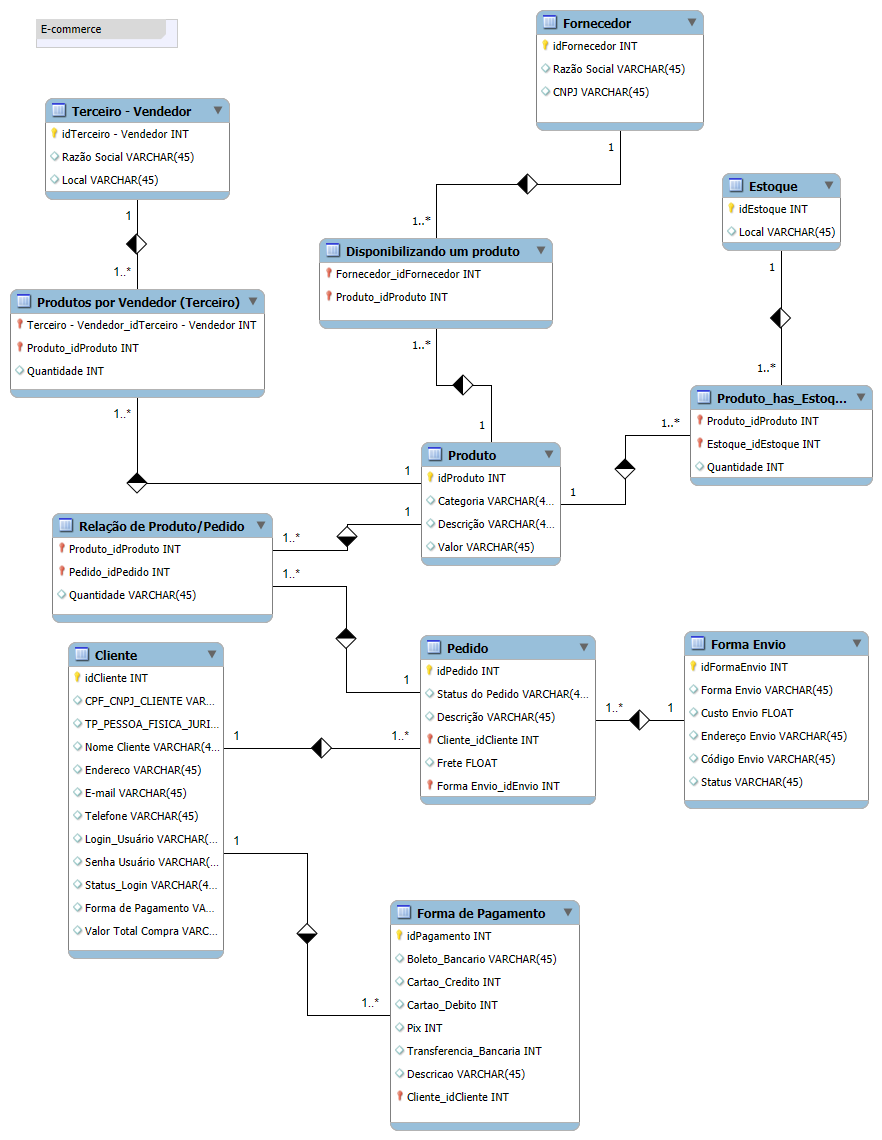 E-commerce
Fornecedor
idFornecedor INT
Razão Social VARCHAR(45)
CNPJ VARCHAR(45)
1
1..*
Terceiro - Vendedor
idTerceiro - Vendedor INT
Razão Social VARCHAR(45)
Local VARCHAR(45)
1
1..*
Estoque
idEstoque INT
Local VARCHAR(45)
1
1..*
Disponibilizando um produto
Fornecedor_idFornecedor INT
Produto_idProduto INT
1..*
1
Produtos por Vendedor (Terceiro)
Terceiro - Vendedor_idTerceiro - Vendedor INT
Produto_idProduto INT
Quantidade INT
1..*
1
Produto_has_Estoq...
Produto_idProduto INT
Estoque_idEstoque INT
Quantidade INT
1..*
1
Produto
idProduto INT
Categoria VARCHAR(4...
Descrição VARCHAR(4...
Valor VARCHAR(45)
1
1..*
Relação de Produto/Pedido
Produto_idProduto INT
Pedido_idPedido INT
Quantidade VARCHAR(45)
1..*
1
Cliente
idCliente INT
CPF_CNPJ_CLIENTE VAR...
TP_PESSOA_FISICA_JURI...
Nome Cliente VARCHAR(4...
Endereco VARCHAR(45)
E-mail VARCHAR(45)
Telefone VARCHAR(45)
Login_Usuário VARCHAR(...
Senha Usuário VARCHAR(...
Status_Login VARCHAR(4...
Forma de Pagamento VA...
Valor Total Compra VARC...
1
1..*
1
1..*
Pedido
idPedido INT
Status do Pedido VARCHAR(4...
Descrição VARCHAR(45)
Cliente_idCliente INT
Frete FLOAT
Forma Envio_idEnvio INT
1..*
1
Forma Envio
idFormaEnvio INT
Forma Envio VARCHAR(45)
Custo Envio FLOAT
Endereço Envio VARCHAR(45)
Código Envio VARCHAR(45)
Status VARCHAR(45)
Forma de Pagamento
idPagamento INT
Boleto_Bancario VARCHAR(45)
Cartao_Credito INT
Cartao_Debito INT
Pix INT
Transferencia_Bancaria INT
Descricao VARCHAR(45)
Cliente_idCliente INT